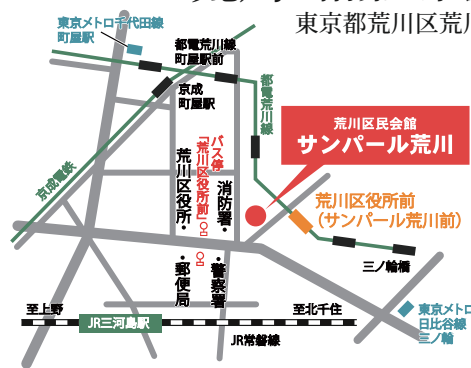 東京都荒川区荒川
東京メトロ千代田線
町屋駅
都電荒川線
町屋駅前
京成
町屋駅
都電荒川線
荒川区民会館
サンパール荒川
京成電鉄
バス停
「荒川区役所前」
荒川区役所・
消防署・
荒川区役所前
(サンパール荒川前)
・郵便局
・警察署
三ノ輪橋
至上野
至北千住
JR三河島駅
JR常磐線
東京メトロ
日比谷線
三ノ輪